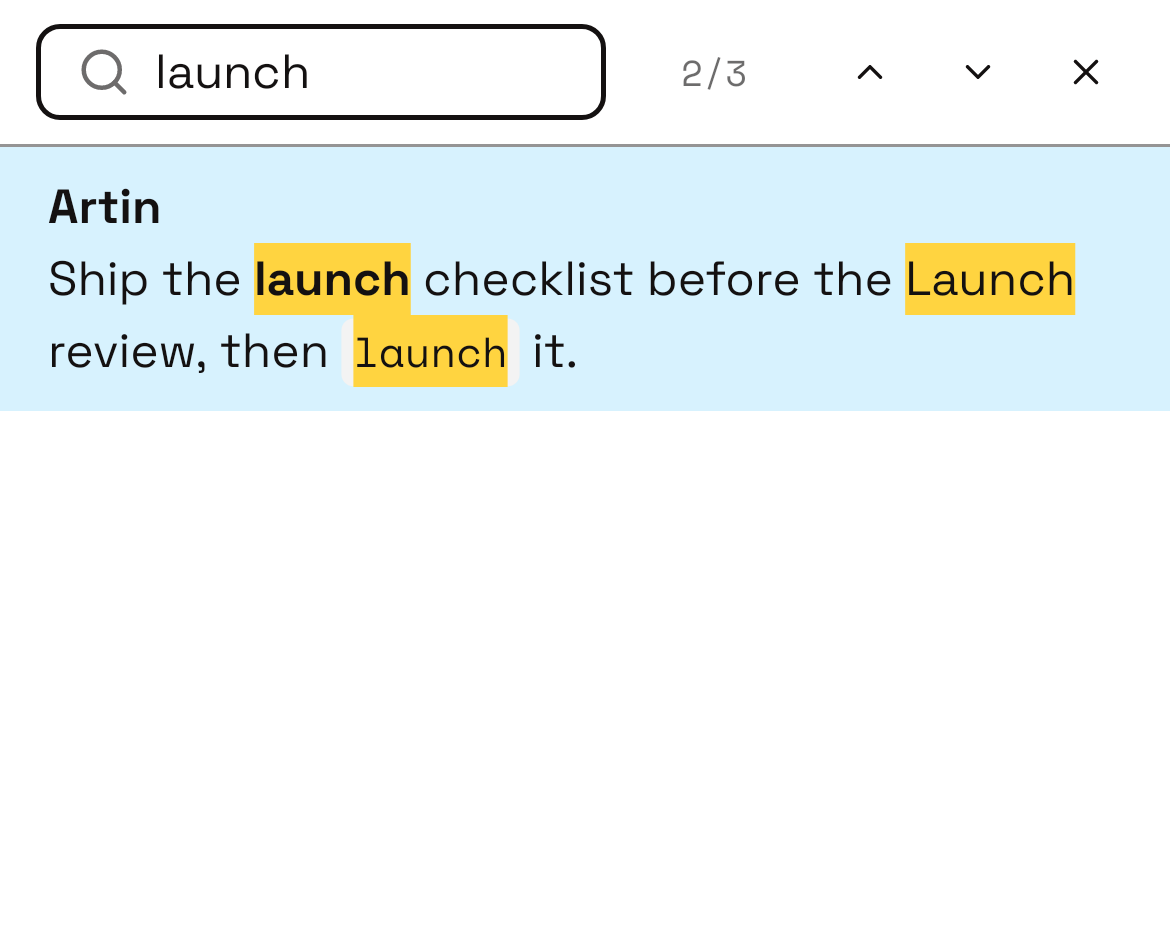 launch
2/3
Artin
Ship the launch checklist before the Launch
review, then launch it.